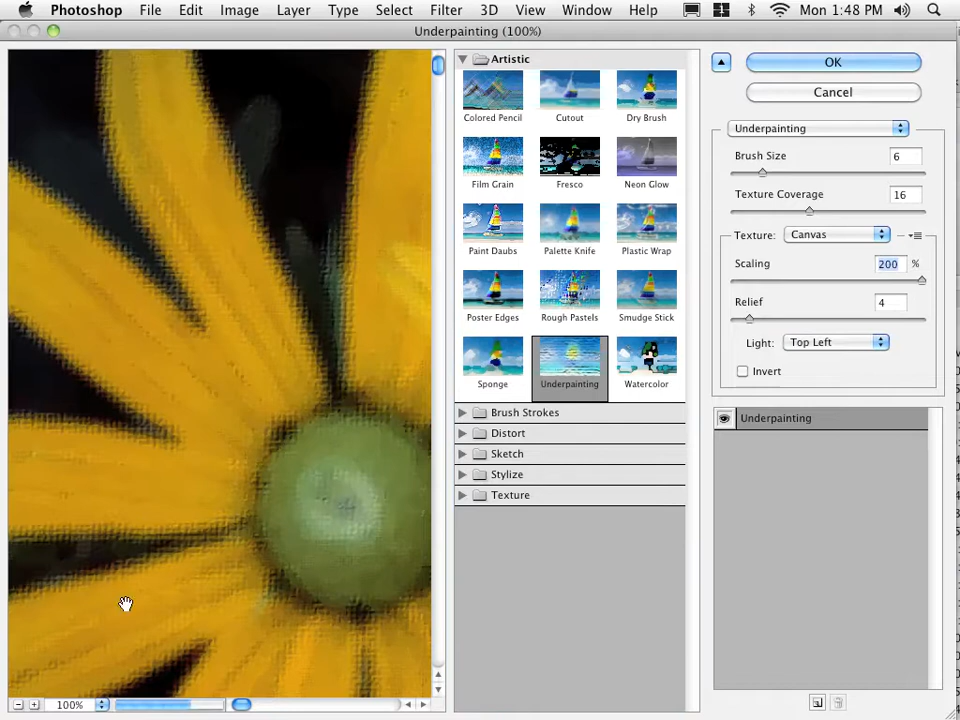 Photoshop File Edit Image Layer Type Select Filter 3D View Window Help Mon 1:48 PM
Underpainting (100%)
Artistic
Colored Pencil Cutout Dry Brush
Film Grain Fresco Neon Glow
Paint Daubs Palette Knife Plastic Wrap
Poster Edges Rough Pastels Smudge Stick
Sponge Underpainting Watercolor
Brush Strokes
Distort
Sketch
Stylize
Texture
OK
Cancel
Underpainting
Brush Size 6
Texture Coverage 16
Texture: Canvas
Scaling 200 %
Relief 4
Light: Top Left
Invert
Underpainting
100%